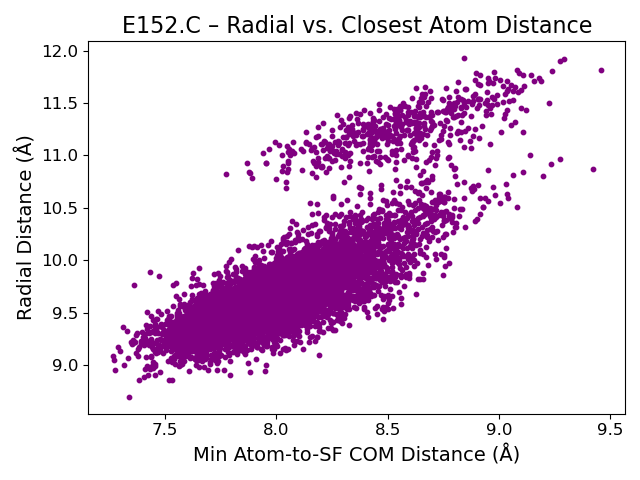 E152.C – Radial vs. Closest Atom Distance
12.0
11.5
11.0
10.5
10.0
9.5
9.0
Radial Distance (Å)
7.5 8.0 8.5 9.0 9.5
Min Atom-to-SF COM Distance (Å)